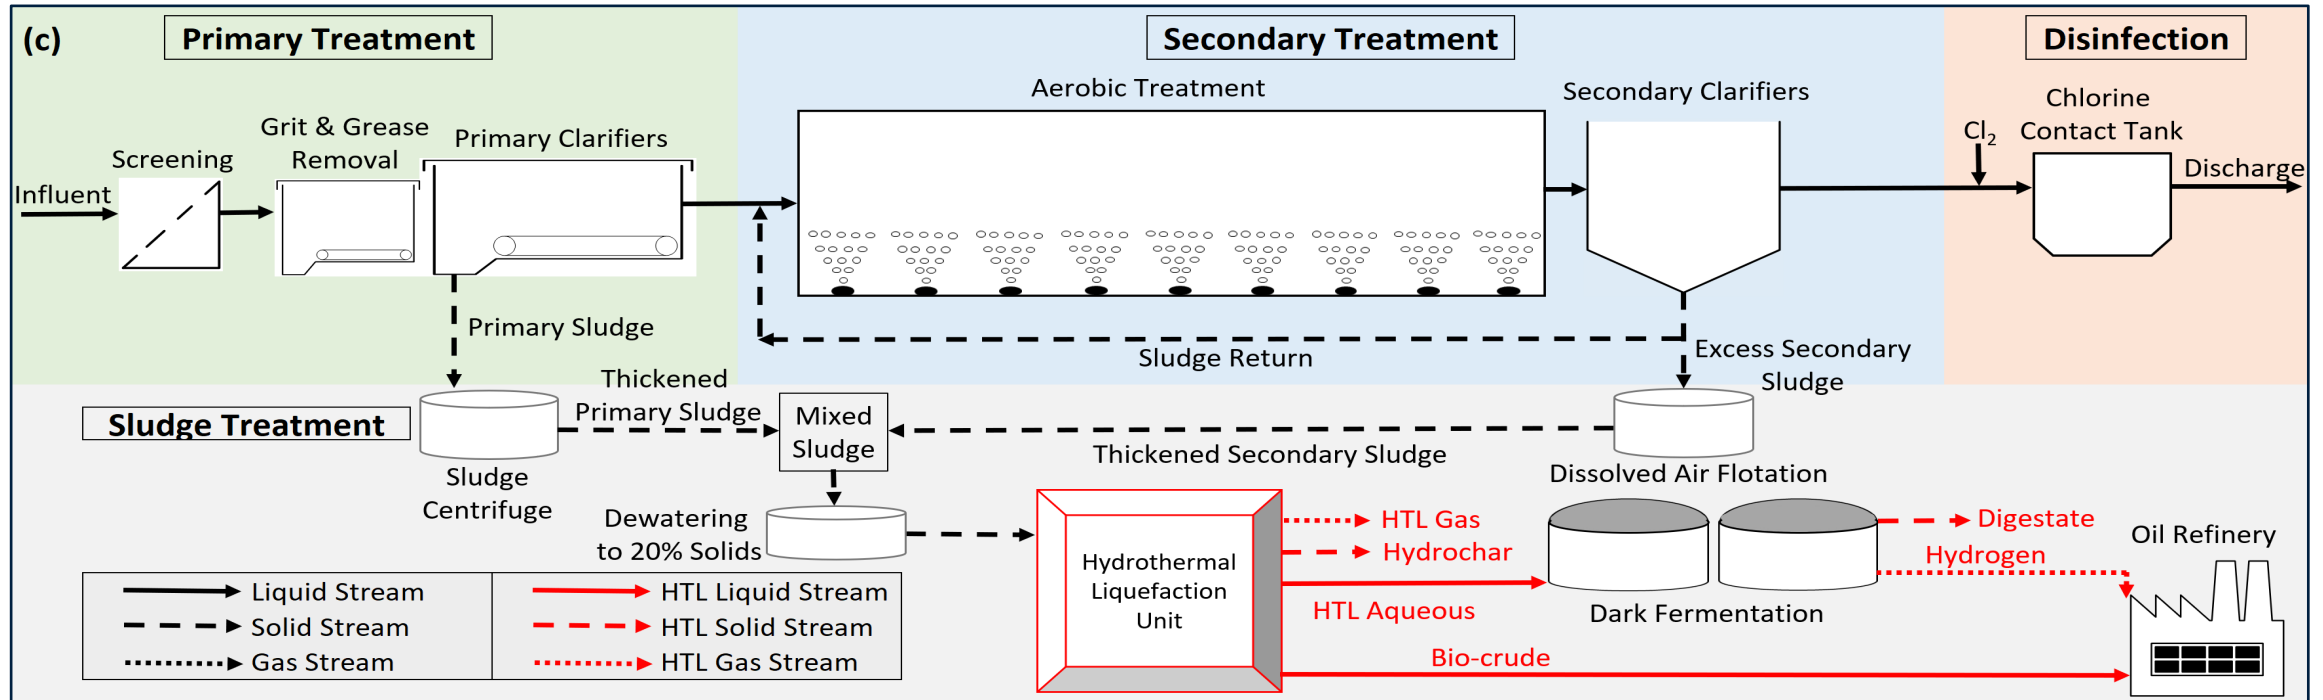 (c)
Primary Treatment
Secondary Treatment
Disinfection
Aerobic Treatment
Secondary Clarifiers
Chlorine
Contact Tank
Cl₂
Grit & Grease
Removal
Primary Clarifiers
Screening
Influent
Discharge
Primary Sludge
Sludge Return
Excess Secondary
Sludge
Sludge Treatment
Thickened
Primary Sludge
Mixed
Sludge
Thickened Secondary Sludge
Sludge
Centrifuge
Dissolved Air Flotation
Dewatering
to 20% Solids
Hydrothermal
Liquefaction
Unit
HTL Gas
Hydrochar
HTL Aqueous
Bio-crude
Dark Fermentation
Digestate
Hydrogen
Oil Refinery
Liquid Stream
Solid Stream
Gas Stream
HTL Liquid Stream
HTL Solid Stream
HTL Gas Stream